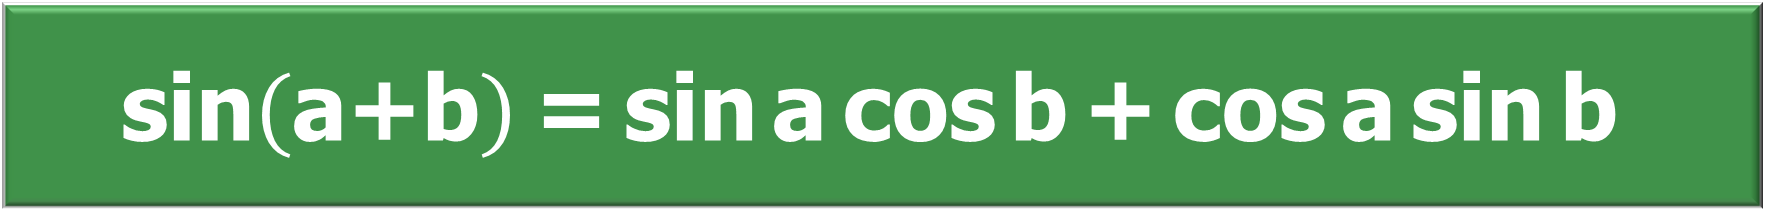 sin(a+b) = sin a cos b + cos a sin b